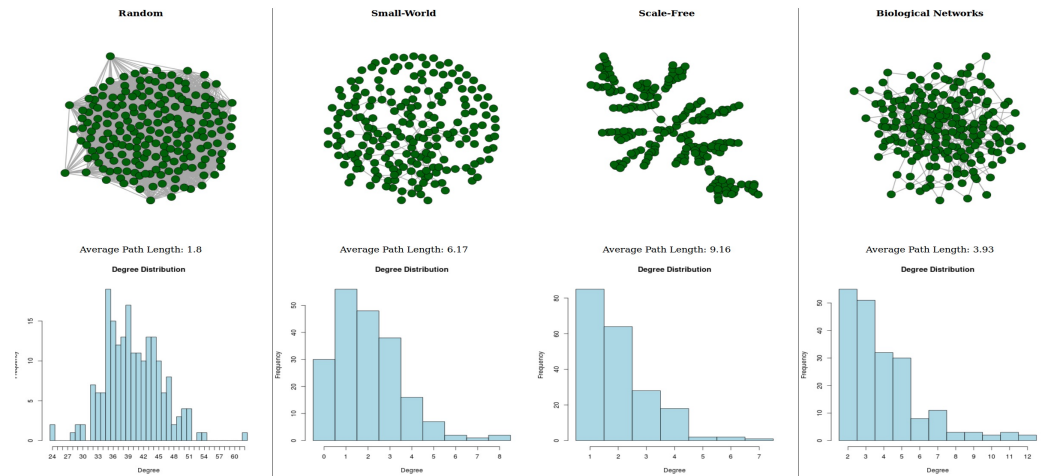 Random
Small-World
Scale-Free
Biological Networks
Average Path Length: 1.8
Average Path Length: 6.17
Average Path Length: 9.16
Average Path Length: 3.93
Degree Distribution
Degree Distribution
Degree Distribution
Degree Distribution
0
5
10
15
24 27 30 33 39 45 48 51 54 57 60
Degree
Frequency
0
10
20
30
40
50
0 1 2 3 4 5 6 7 8
Degree
Frequency
0
20
40
60
80
1 2 3 4 5 6 7
Degree
Frequency
0
10
20
30
40
50
2 3 4 5 6 7 8 9 10 11 12
Degree